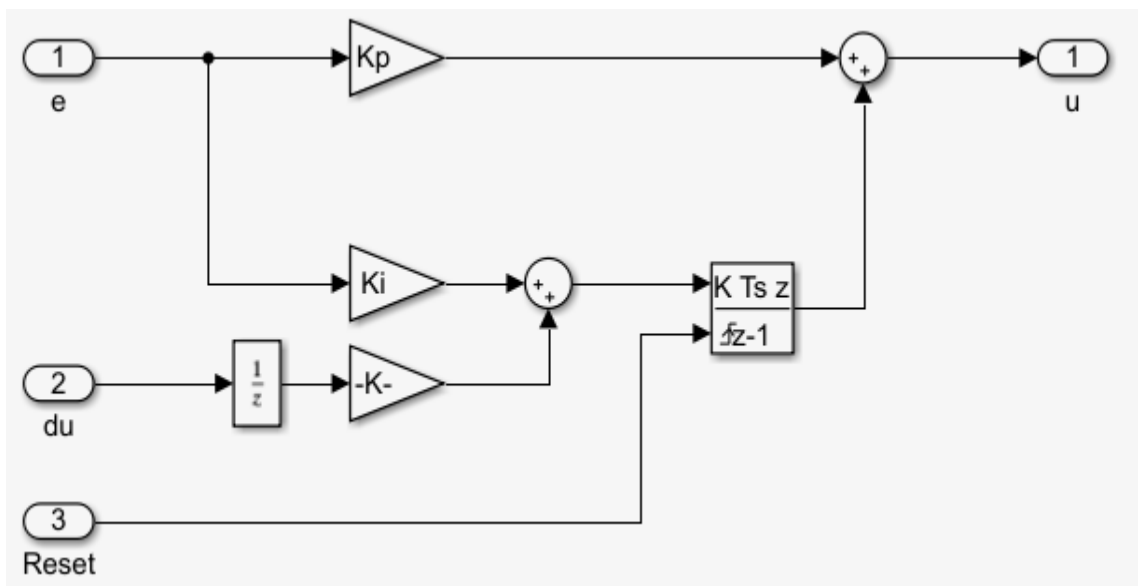 1
e
Kp
+
+
1
u
Ki
+
+
K Ts z
z-1
2
du
1
z
-K-
3
Reset